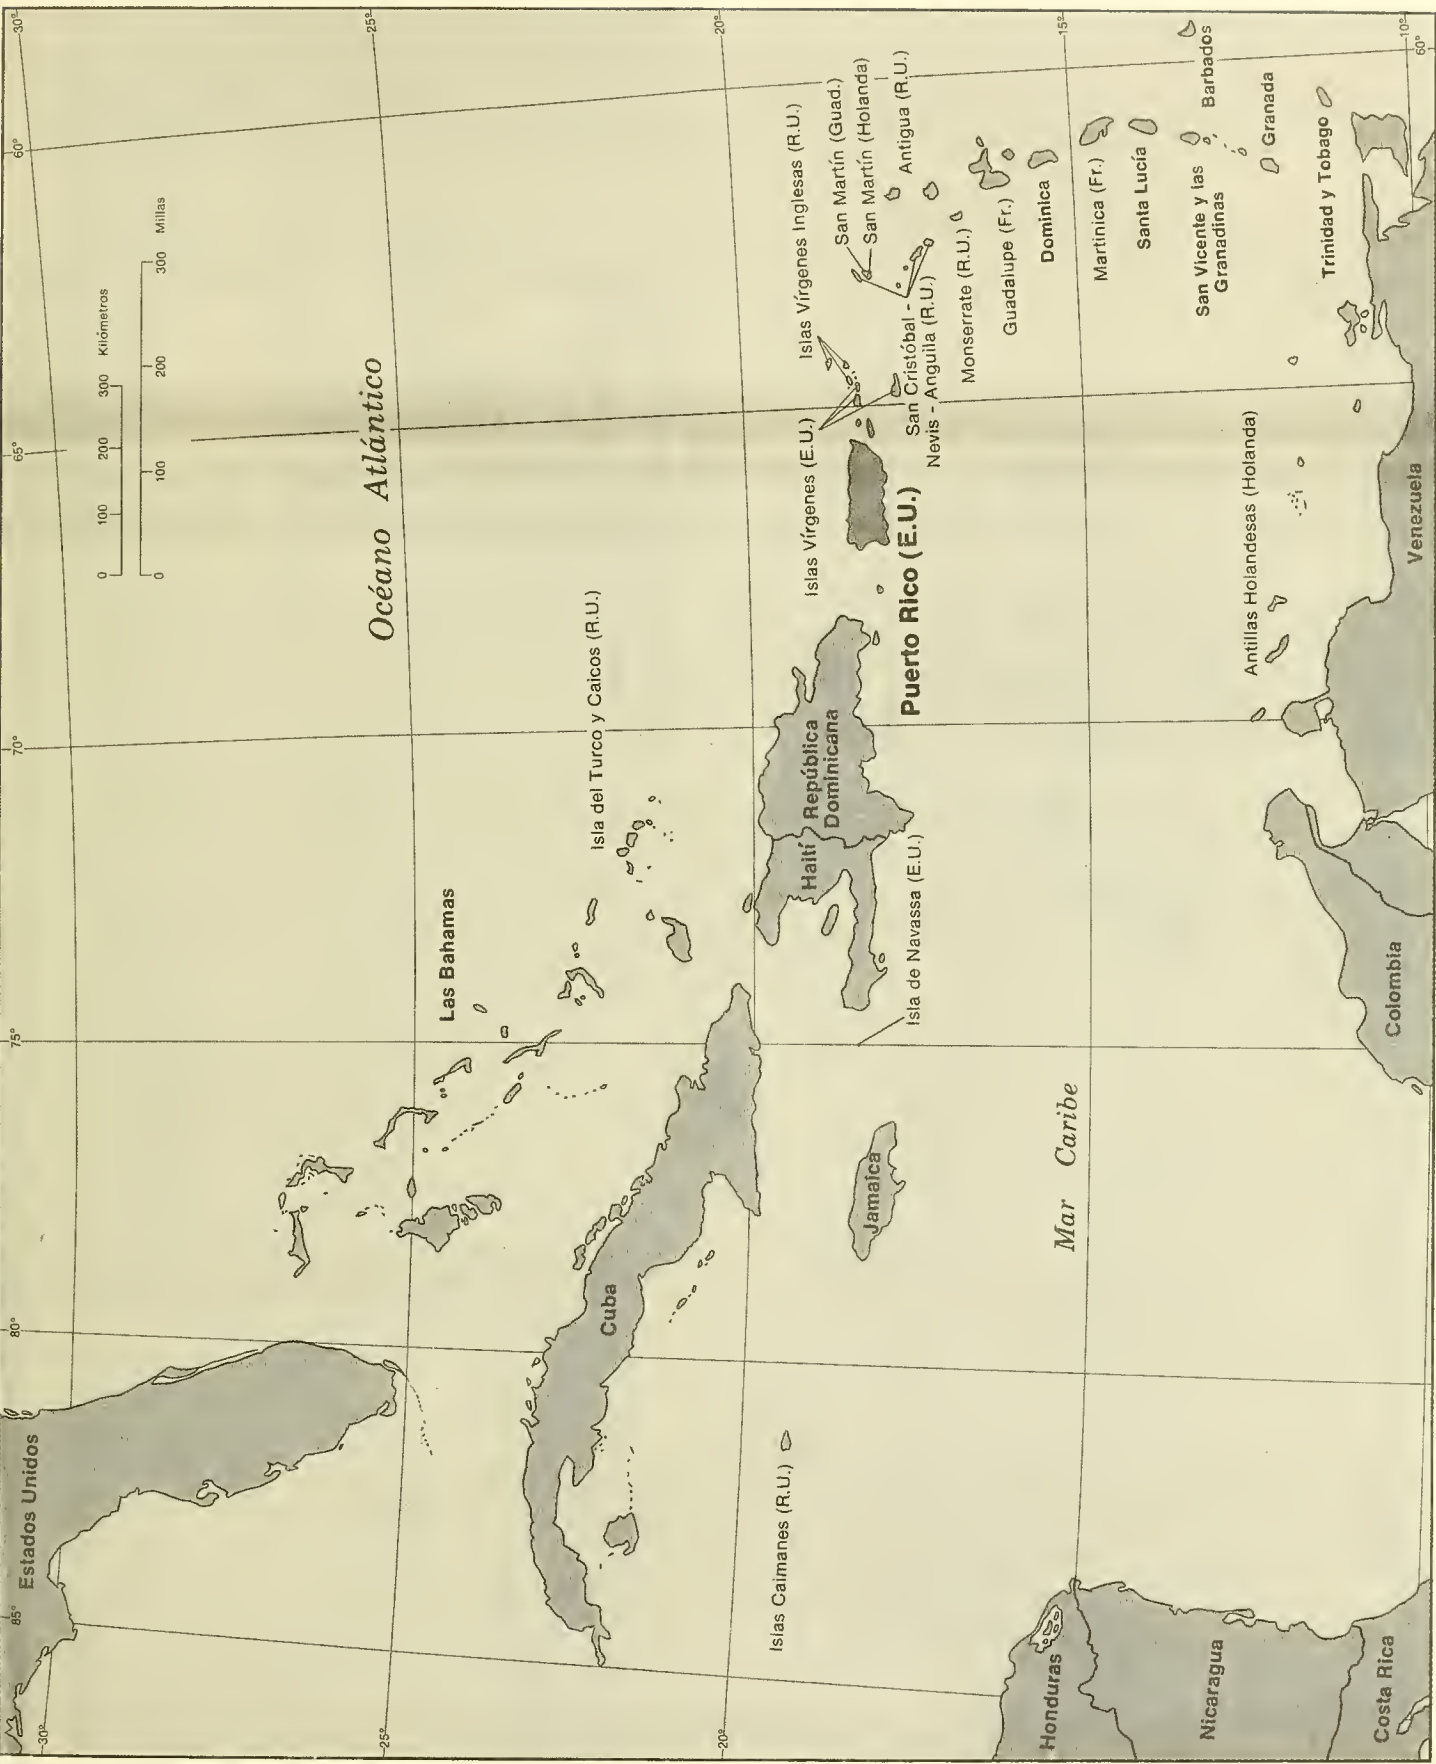 85°
80°
75°
70°
65°
60°
30°
30°
25°
25°
20°
20°
15°
10°
60°
Estados Unidos
0 100 200 300 Kilómetros
0 100 200 300 Millas
Océano Atlántico
Las Bahamas
Isla del Turco y Caicos (R.U.)
Cuba
Islas Caimanes (R.U.)
Jamaica
Haití
República
Dominicana
Isla de Navassa (E.U.)
Puerto Rico (E.U.)
Islas Vírgenes (E.U.)
Islas Vírgenes Inglesas (R.U.)
San Martín (Guad.)
San Martín (Holanda)
Antigua (R.U.)
San Cristóbal -
Nevis - Anguila (R.U.)
Monserrate (R.U.)
Guadalupe (Fr.)
Dominica
Martinica (Fr.)
Santa Lucía
San Vicente y las
Granadinas
Barbados
Granada
Trinidad y Tobago
Antillas Holandesas (Holanda)
Mar Caribe
Honduras
Nicaragua
Costa Rica
Colombia
Venezuela